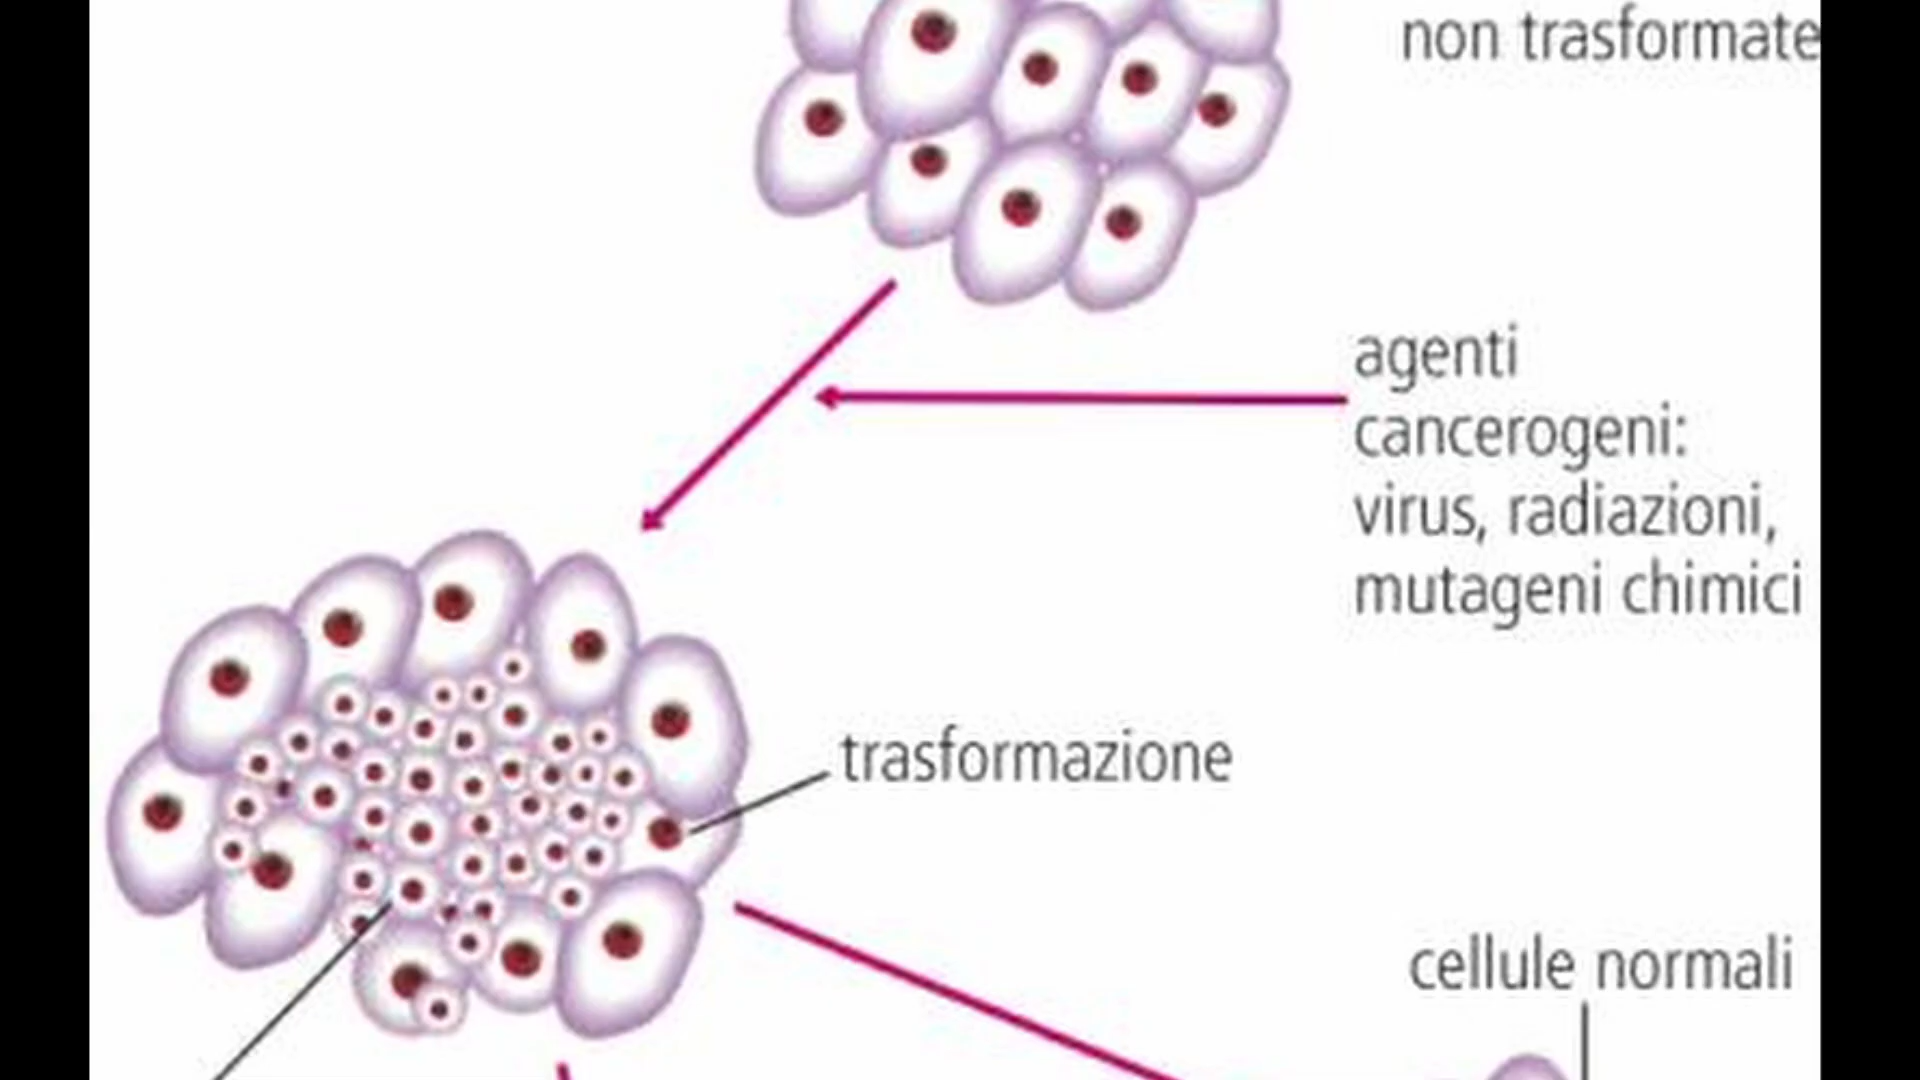 non trasformate
agenti
cancerogeni:
virus, radiazioni,
mutageni chimici
trasformazione
cellule normali